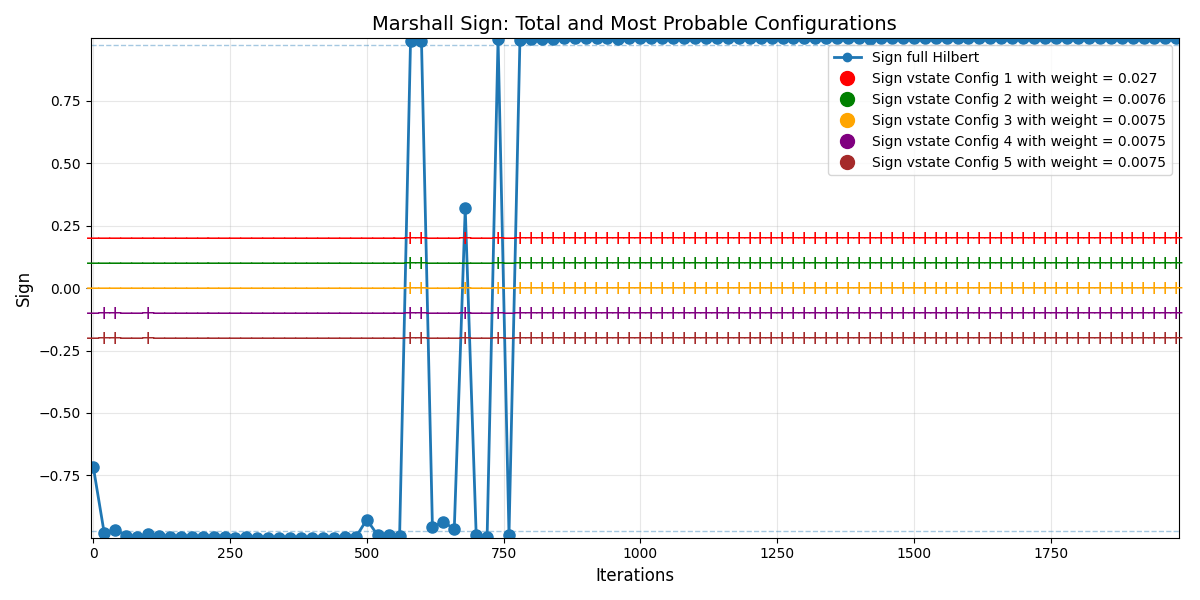 Marshall Sign: Total and Most Probable Configurations
Sign full Hilbert
Sign vstate Config 1 with weight = 0.027
Sign vstate Config 2 with weight = 0.0076
Sign vstate Config 3 with weight = 0.0075
Sign vstate Config 4 with weight = 0.0075
Sign vstate Config 5 with weight = 0.0075
Sign
0.75
0.50
0.25
0.00
−0.25
−0.50
−0.75
0 250 500 750 1000 1250 1500 1750
Iterations